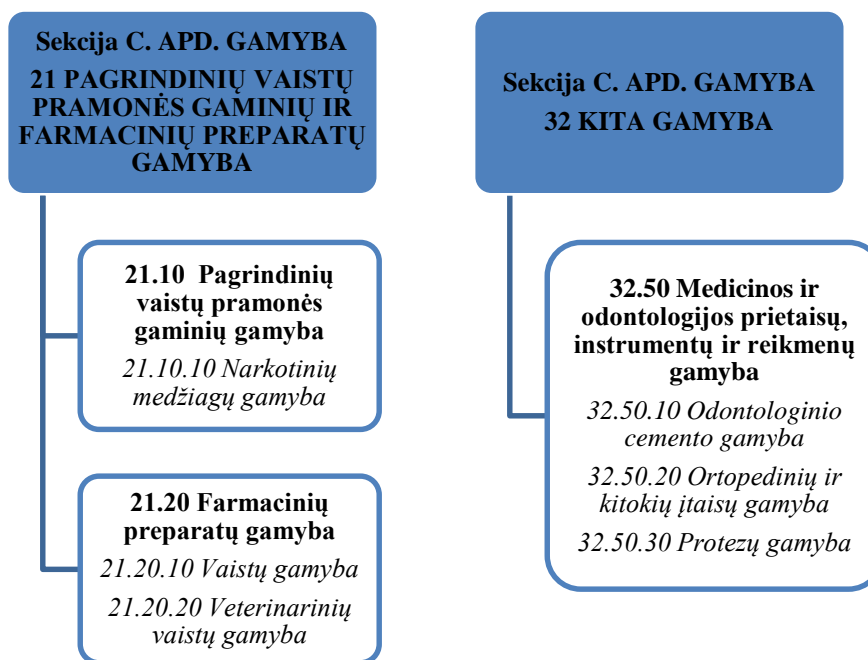 Sekcija C. APD. GAMYBA
21 PAGRINDINIŲ VAISTŲ
PRAMONĖS GAMINIŲ IR
FARMACINIŲ PREPARATŲ
GAMYBA
21.10 Pagrindinių
vaistų pramonės
gaminių gamyba
21.10.10 Narkotinių
medžiagų gamyba
21.20 Farmacinių
preparatų gamyba
21.20.10 Vaistų gamyba
21.20.20 Veterinarinių
vaistų gamyba
Sekcija C. APD. GAMYBA
32 KITA GAMYBA
32.50 Medicinos ir
odontologijos prietaisų,
instrumentų ir reikmenų
gamyba
32.50.10 Odontologinio
cemento gamyba
32.50.20 Ortopedinių ir
kitokių įtaisų gamyba
32.50.30 Protezų gamyba